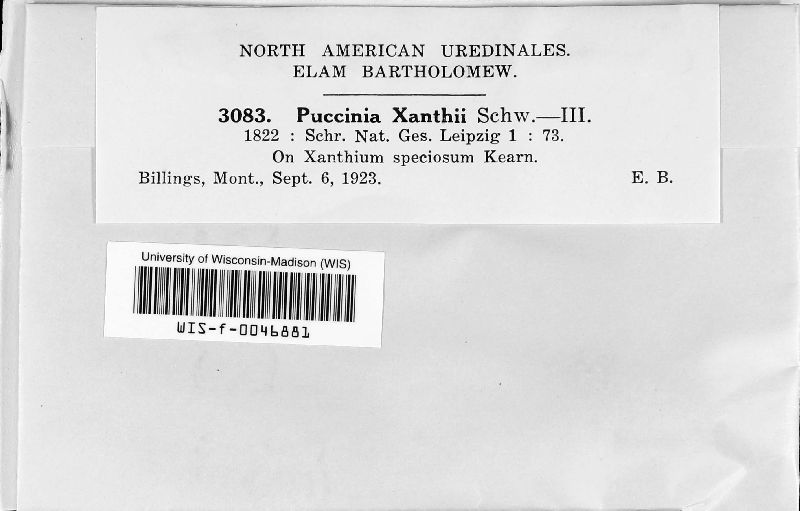 NORTH AMERICAN UREDINALES.
ELAM BARTHOLOMEW.
3083. Puccinia Xanthii Schw.—III.
1822 : Schr. Nat. Ges. Leipzig 1 : 73.
On Xanthium speciosum Kearn.
Billings, Mont., Sept. 6, 1923. E. B.
University of Wisconsin-Madison (WIS)
WIS-f-0046881